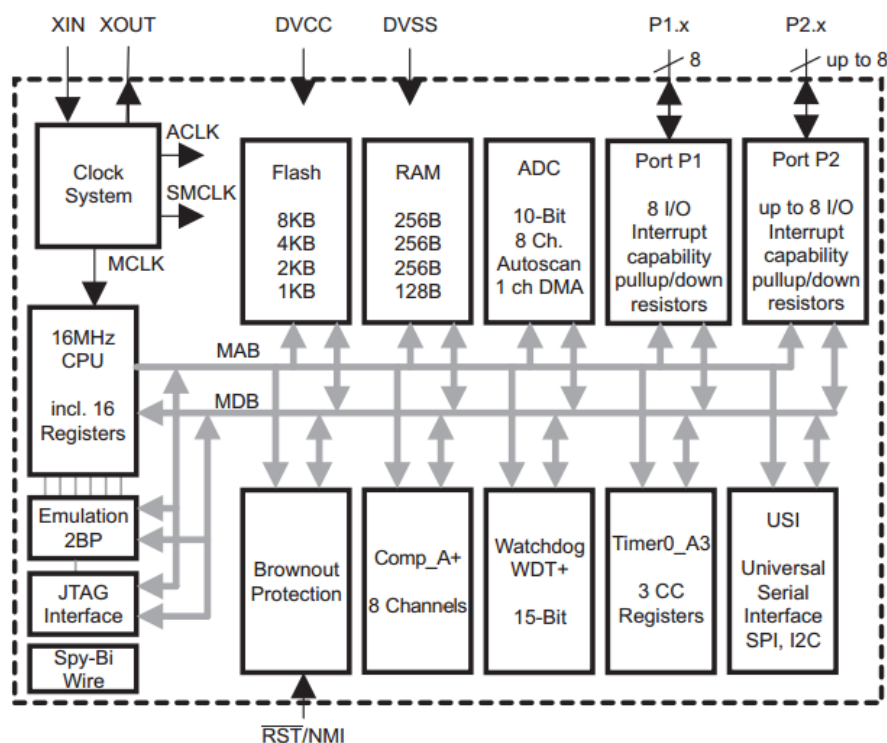 XIN XOUT DVCC DVSS P1.x P2.x
8 up to 8
ACLK
SMCLK
MCLK
Clock
System
Flash
8KB
4KB
2KB
1KB
RAM
256B
256B
256B
128B
ADC
10-Bit
8 Ch.
Autoscan
1 ch DMA
Port P1
8 I/O
Interrupt
capability
pullup/down
resistors
Port P2
up to 8 I/O
Interrupt
capability
pullup/down
resistors
16MHz
CPU
incl. 16
Registers
MAB
MDB
Emulation
2BP
JTAG
Interface
Spy-Bi
Wire
Brownout
Protection
Comp_A+
8 Channels
Watchdog
WDT+
15-Bit
Timer0_A3
3 CC
Registers
USI
Universal
Serial
Interface
SPI, I2C
RST/NMI